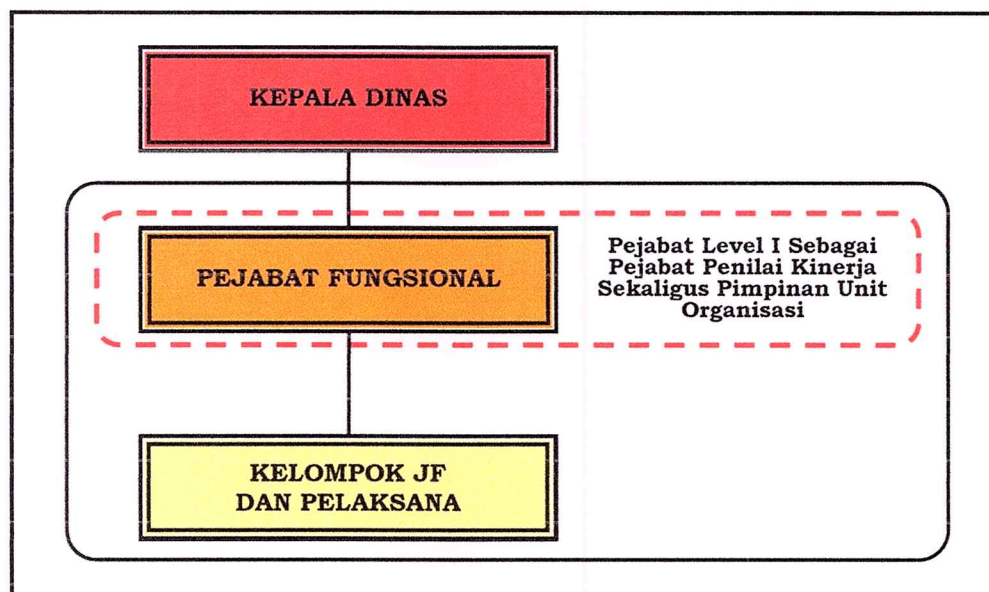 KEPALA DINAS
PEJABAT FUNGSIONAL
Pejabat Level I Sebagai
Pejabat Penilai Kinerja
Sekaligus Pimpinan Unit
Organisasi
KELOMPOK JF
DAN PELAKSANA